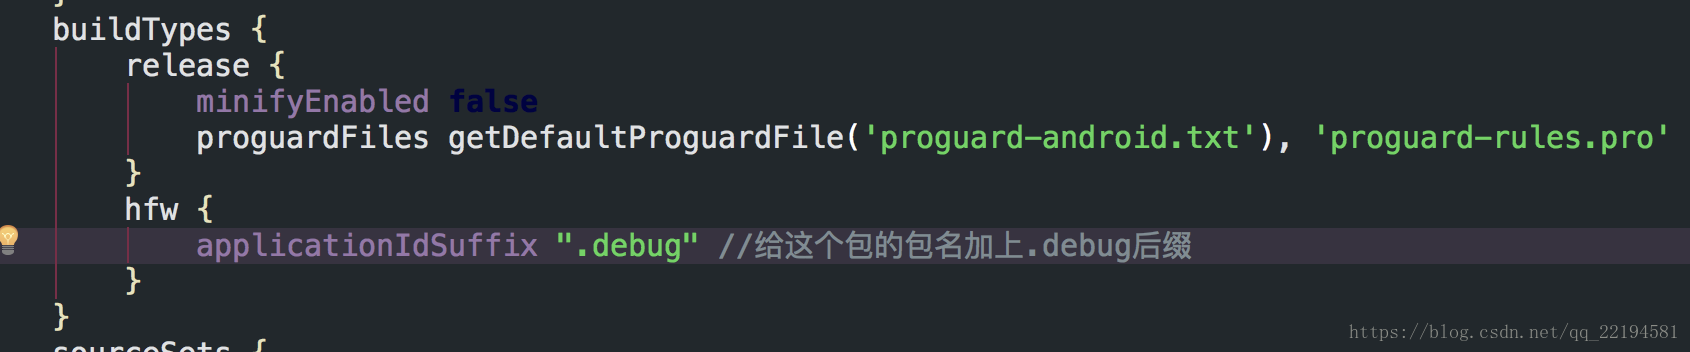 }
buildTypes {
release {
minifyEnabled false
proguardFiles getDefaultProguardFile('proguard-android.txt'), 'proguard-rules.pro'
}
hfw {
applicationIdSuffix ".debug" //给这个包的包名加上.debug后缀
}
}
sourceSets {
https://blog.csdn.net/qq_22194581